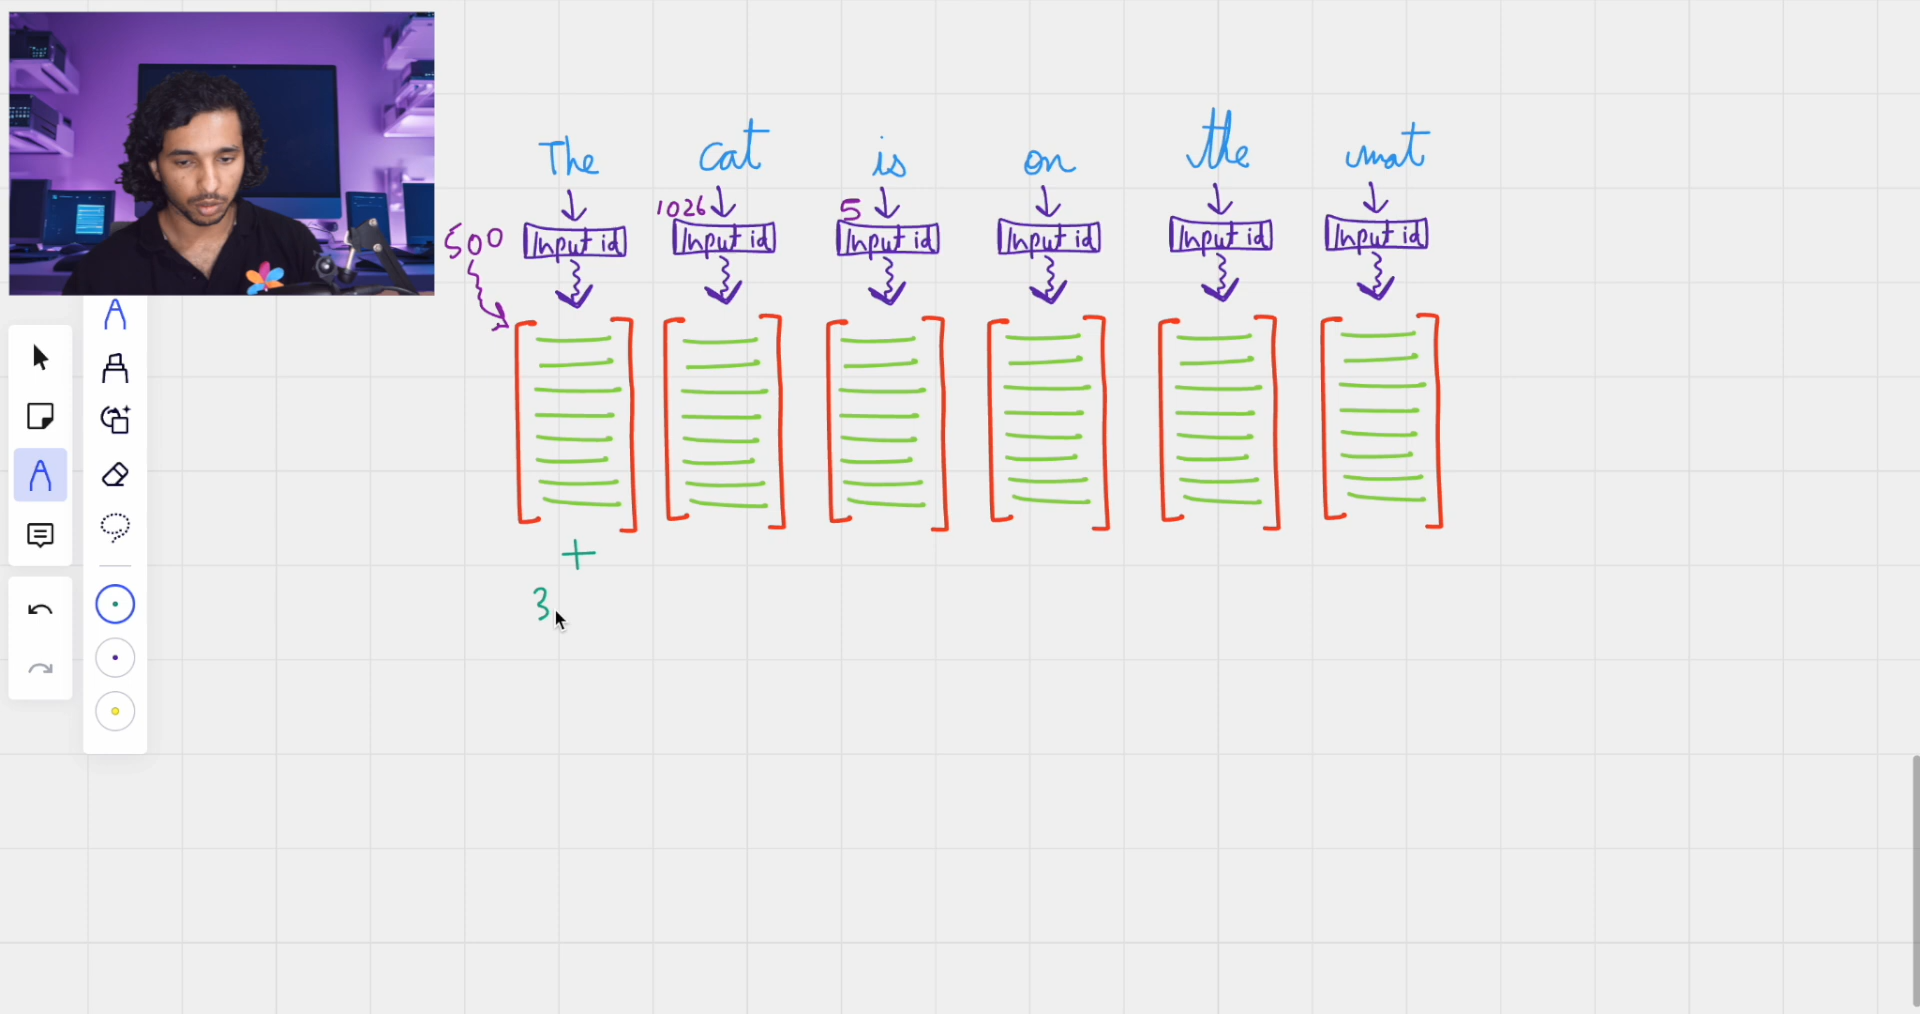 The cat is on the mat
1026 5
500 Input id Input id Input id Input id Input id Input id
+
3